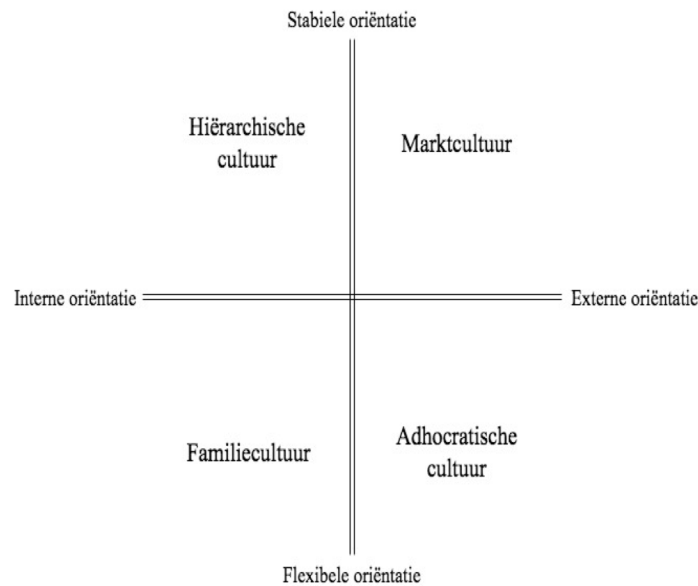 Stabiele oriëntatie
Hiërarchische
cultuur
Marktcultuur
Interne oriëntatie
Externe oriëntatie
Familiecultuur
Adhocratische
cultuur
Flexibele oriëntatie